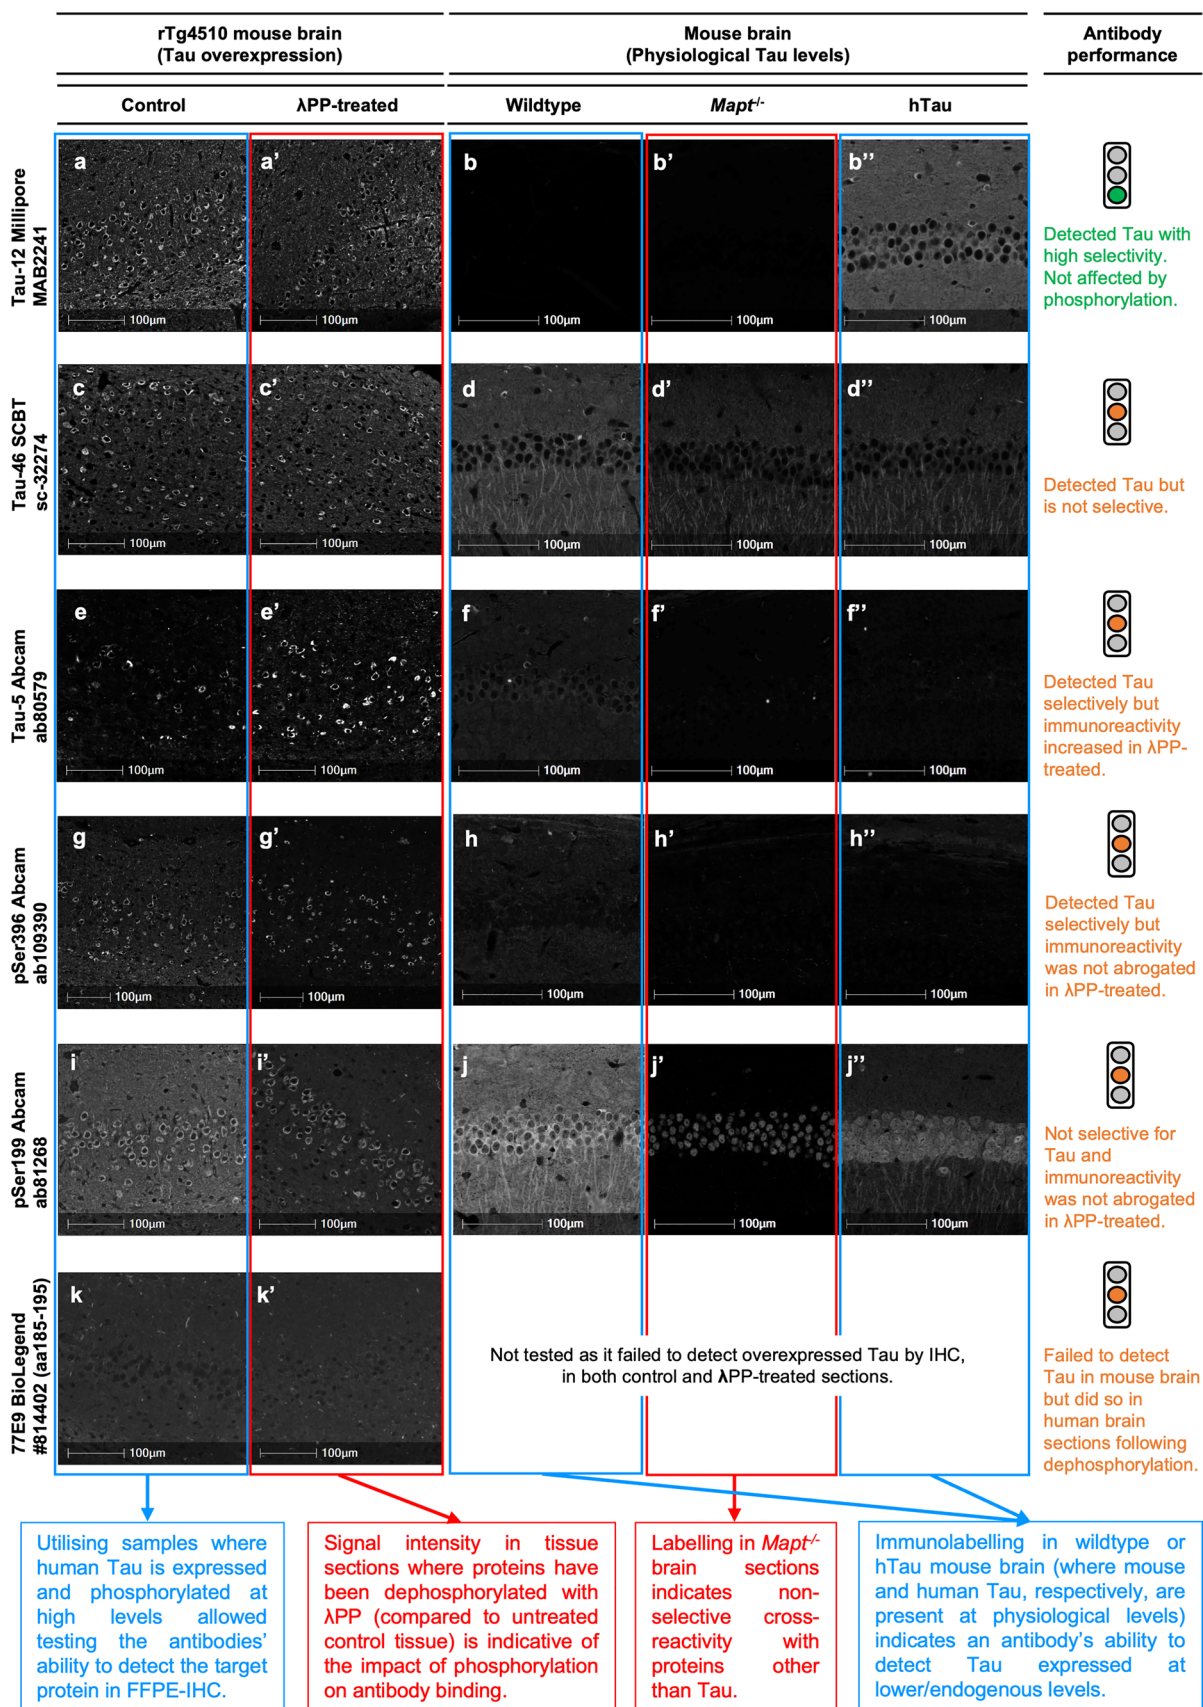 rTg4510 mouse brain
(Tau overexpression)
Mouse brain
(Physiological Tau levels)
Antibody
performance
Control
λPP-treated
Wildtype
Mapt-/-
hTau
Tau-12 Millipore
MAB2241
a
100µm
a’
100µm
b
100µm
b’
100µm
b’’
100µm
Detected Tau with
high selectivity.
Not affected by
phosphorylation.
Tau-46 SCBT
sc-32274
c
100µm
c’
100µm
d
100µm
d’
100µm
d’’
100µm
Detected Tau but
is not selective.
Tau-5 Abcam
ab80579
e
100µm
e’
100µm
f
100µm
f’
100µm
f’’
100µm
Detected Tau
selectively but
immunoreactivity
increased in λPP-
treated.
pSer396 Abcam
ab109390
g
100µm
g’
100µm
h
100µm
h’
100µm
h’’
100µm
Detected Tau
selectively but
immunoreactivity
was not abrogated
in λPP-treated.
pSer199 Abcam
ab81268
i
100µm
i’
100µm
j
100µm
j’
100µm
j’’
100µm
Not selective for
Tau and
immunoreactivity
was not abrogated
in λPP-treated.
77E9 BioLegend
#814402 (aa185-195)
k
100µm
k’
100µm
Not tested as it failed to detect overexpressed Tau by IHC,
in both control and λPP-treated sections.
Failed to detect
Tau in mouse brain
but did so in
human brain
sections following
dephosphorylation.
Utilising samples where
human Tau is expressed
and phosphorylated at
high levels allowed
testing the antibodies’
ability to detect the target
protein in FFPE-IHC.
Signal intensity in tissue
sections where proteins have
been dephosphorylated with
λPP (compared to untreated
control tissue) is indicative of
the impact of phosphorylation
on antibody binding.
Labelling in Mapt-/-
brain sections
indicates non-
selective cross-
reactivity with
proteins other
than Tau.
Immunolabelling in wildtype or
hTau mouse brain (where mouse
and human Tau, respectively, are
present at physiological levels)
indicates an antibody’s ability to
detect Tau expressed at
lower/endogenous levels.